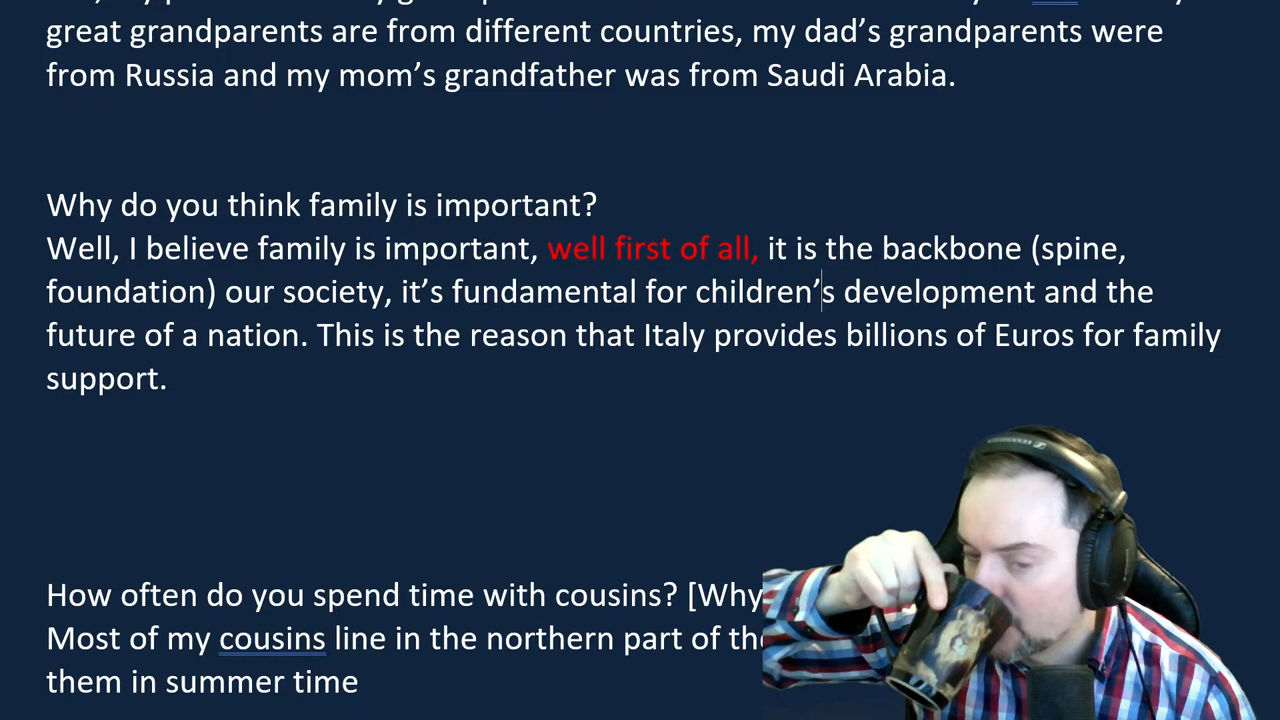 great grandparents are from different countries, my dad’s grandparents were
from Russia and my mom’s grandfather was from Saudi Arabia.
Why do you think family is important?
Well, I believe family is important, well first of all, it is the backbone (spine,
foundation) our society, it’s fundamental for children’s development and the
future of a nation. This is the reason that Italy provides billions of Euros for family
support.
How often do you spend time with cousins? [Why
Most of my cousins line in the northern part of the
them in summer time